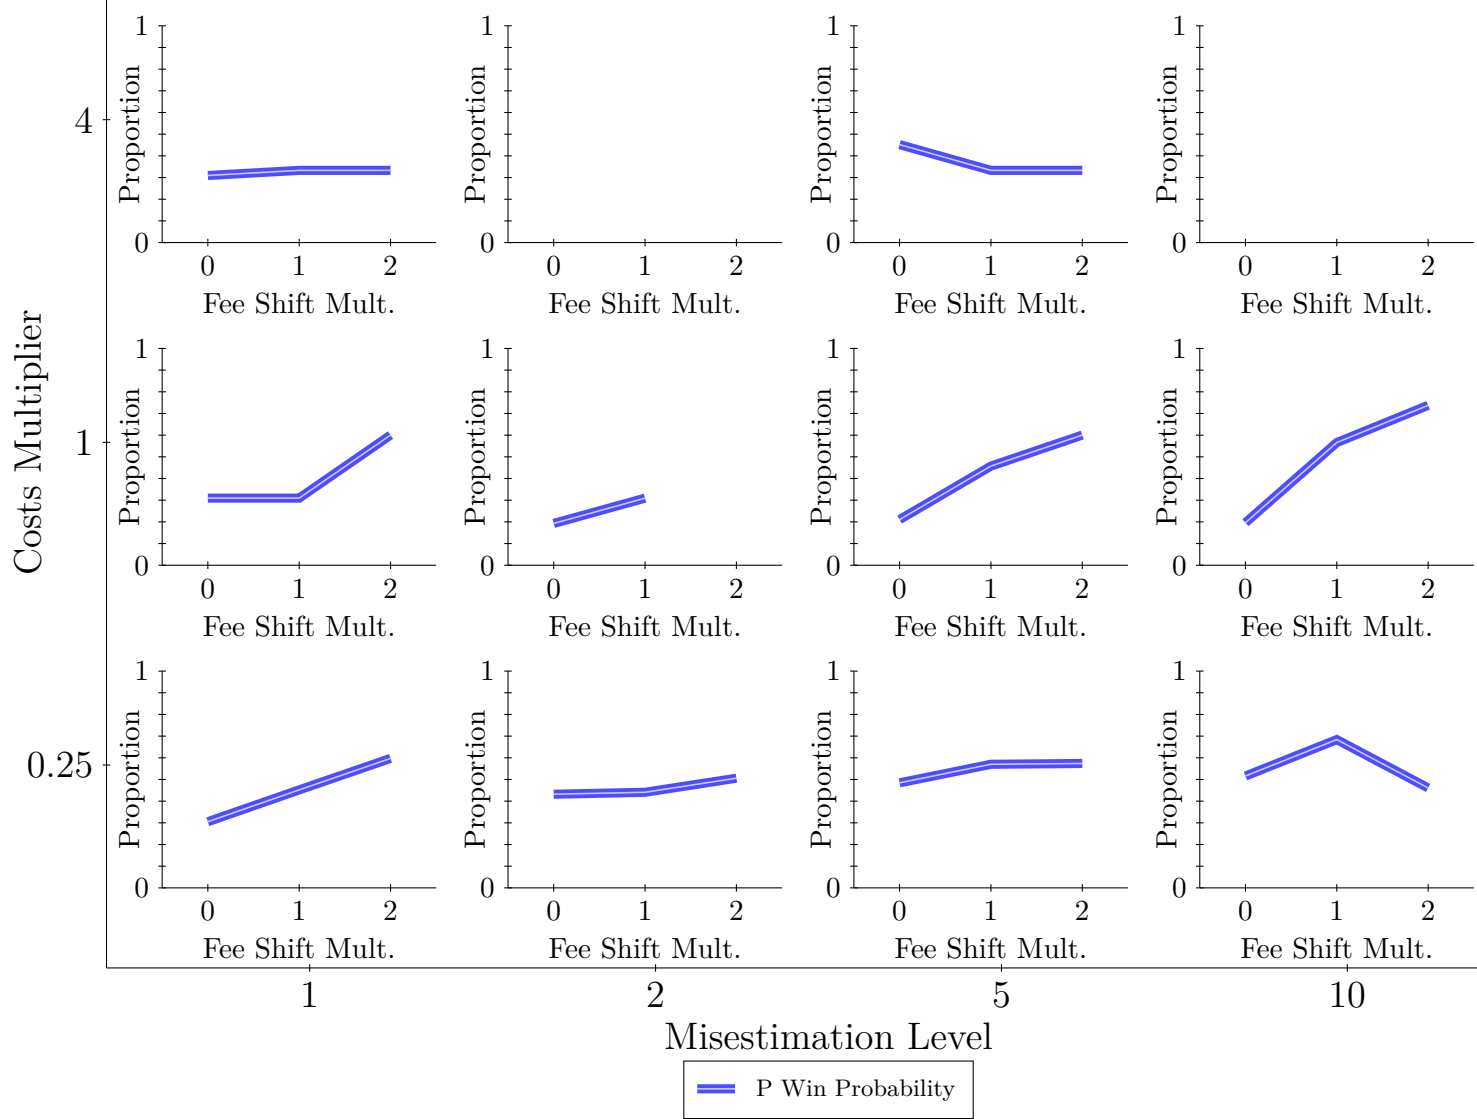 1 1 1 1
Proportion Proportion Proportion Proportion
4
0 0 0 0
0 1 2 0 1 2 0 1 2 0 1 2
Fee Shift Mult. Fee Shift Mult. Fee Shift Mult. Fee Shift Mult.
Costs Multiplier
1 1 1 1
Proportion Proportion Proportion Proportion
1
0 0 0 0
0 1 2 0 1 2 0 1 2 0 1 2
Fee Shift Mult. Fee Shift Mult. Fee Shift Mult. Fee Shift Mult.
1 1 1 1
Proportion Proportion Proportion Proportion
0.25
0 0 0 0
0 1 2 0 1 2 0 1 2 0 1 2
Fee Shift Mult. Fee Shift Mult. Fee Shift Mult. Fee Shift Mult.
1 2 5 10
Misestimation Level
P Win Probability